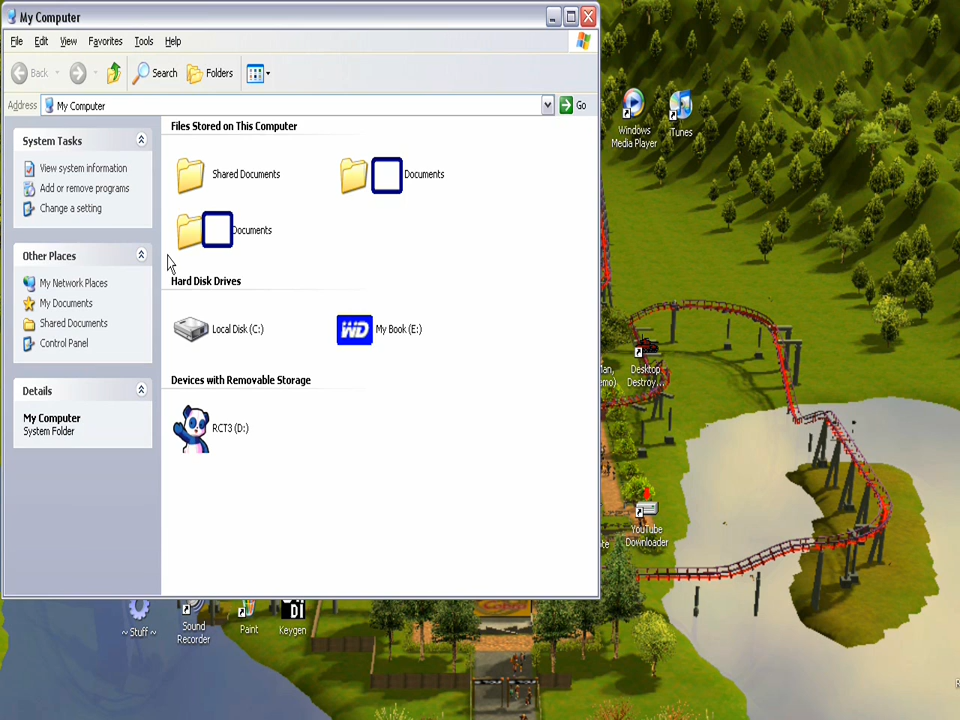 My Computer
File Edit View Favorites Tools Help
Back Search Folders
Address My Computer Go
System Tasks
View system information
Add or remove programs
Change a setting
Other Places
My Network Places
My Documents
Shared Documents
Control Panel
Details
My Computer
System Folder
Files Stored on This Computer
Shared Documents
Documents
Documents
Hard Disk Drives
Local Disk (C:)
WD
My Book (E:)
Devices with Removable Storage
RCT3 (D:)
Windows
Media Player
iTunes
Desktop
Destroy...
YouTube
Downloader
~ Stuff ~
Sound
Recorder
Paint
DI
Keygen